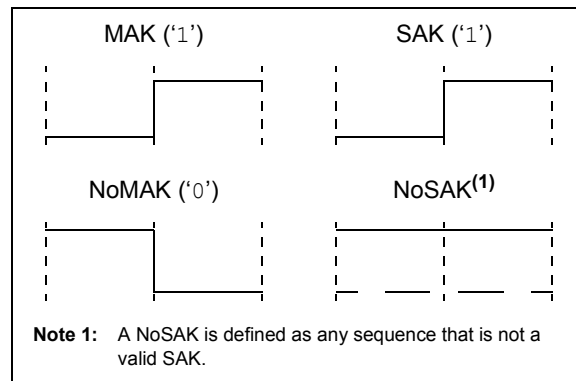 MAK (‘1’) SAK (‘1’)
NoMAK (‘0’) NoSAK(1)
Note 1: A NoSAK is defined as any sequence that is not a
valid SAK.